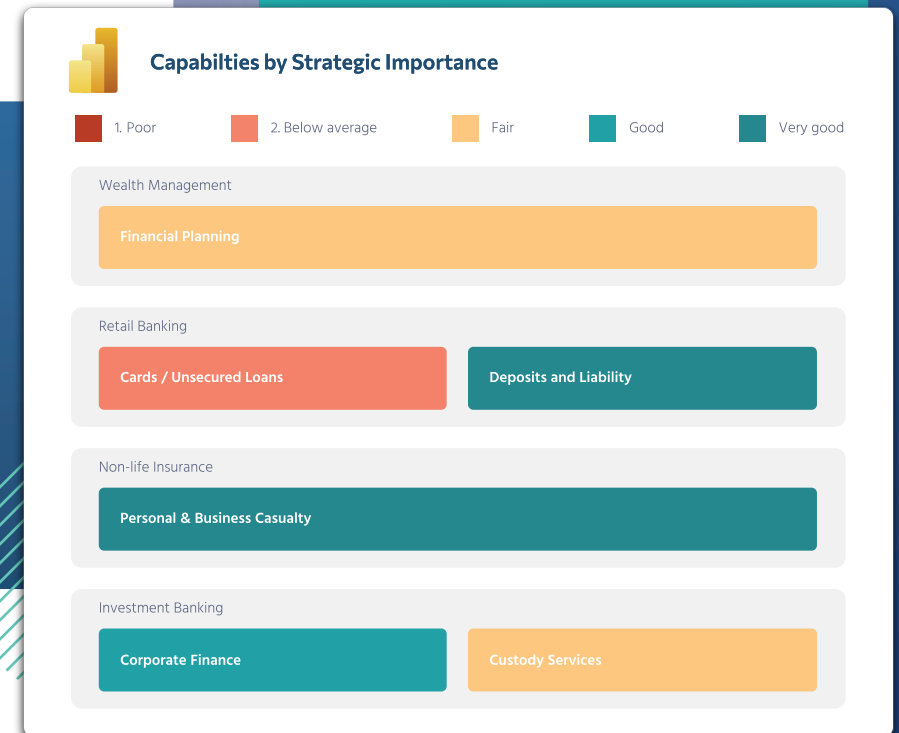 Capabilties by Strategic Importance
1. Poor
2. Below average
Fair
Good
Very good
Wealth Management
Financial Planning
Retail Banking
Cards / Unsecured Loans
Deposits and Liability
Non-life Insurance
Personal & Business Casualty
Investment Banking
Corporate Finance
Custody Services